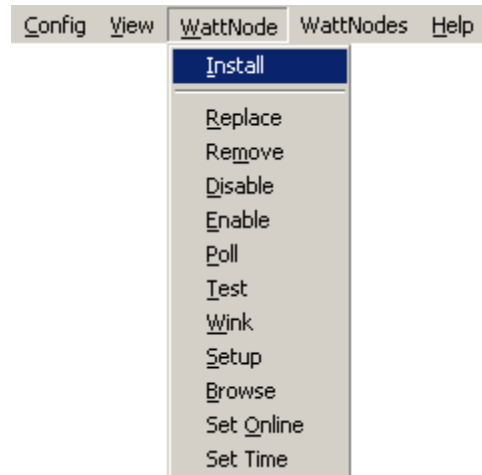 Config View WattNode WattNodes Help
Install
Replace
Remove
Disable
Enable
Poll
Test
Wink
Setup
Browse
Set Online
Set Time